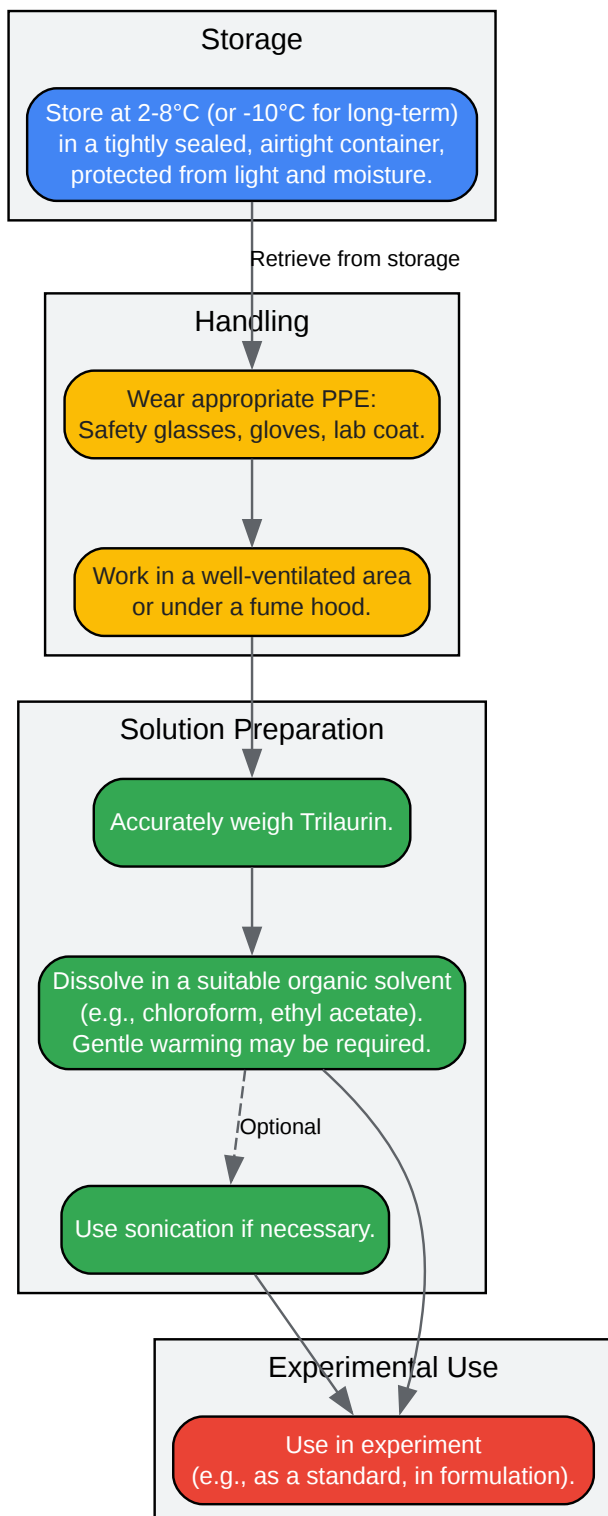 Storage
Store at 2-8°C (or -10°C for long-term)
in a tightly sealed, airtight container,
protected from light and moisture.
Retrieve from storage
Handling
Wear appropriate PPE:
Safety glasses, gloves, lab coat.
Work in a well-ventilated area
or under a fume hood.
Solution Preparation
Accurately weigh Trilaurin.
Dissolve in a suitable organic solvent
(e.g., chloroform, ethyl acetate).
Gentle warming may be required.
Optional
Use sonication if necessary.
Experimental Use
Use in experiment
(e.g., as a standard, in formulation).